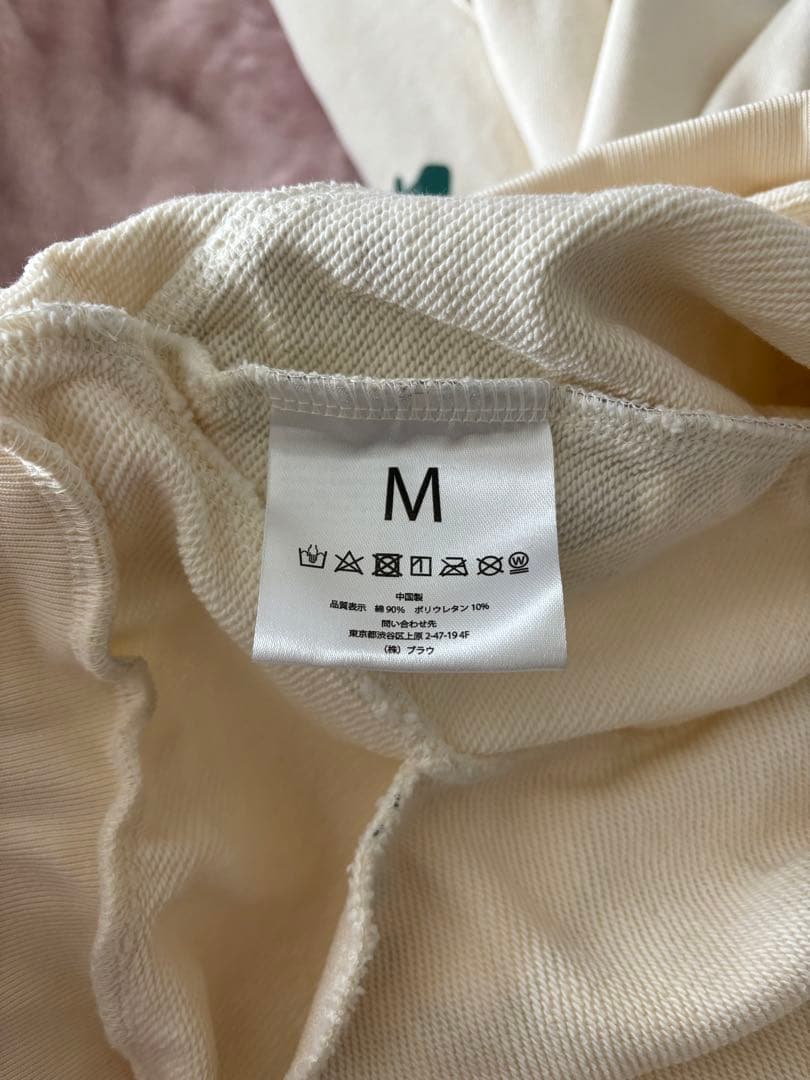 M
中国製
品質表示 綿 90% ポリウレタン 10%
問い合わせ先
東京都渋谷区上原 2-47-19 4F
(株) ブラウ